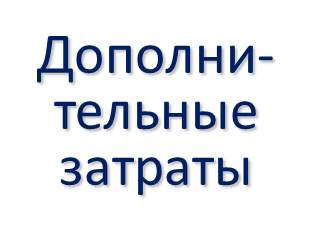 Дополни-
тельные
затраты